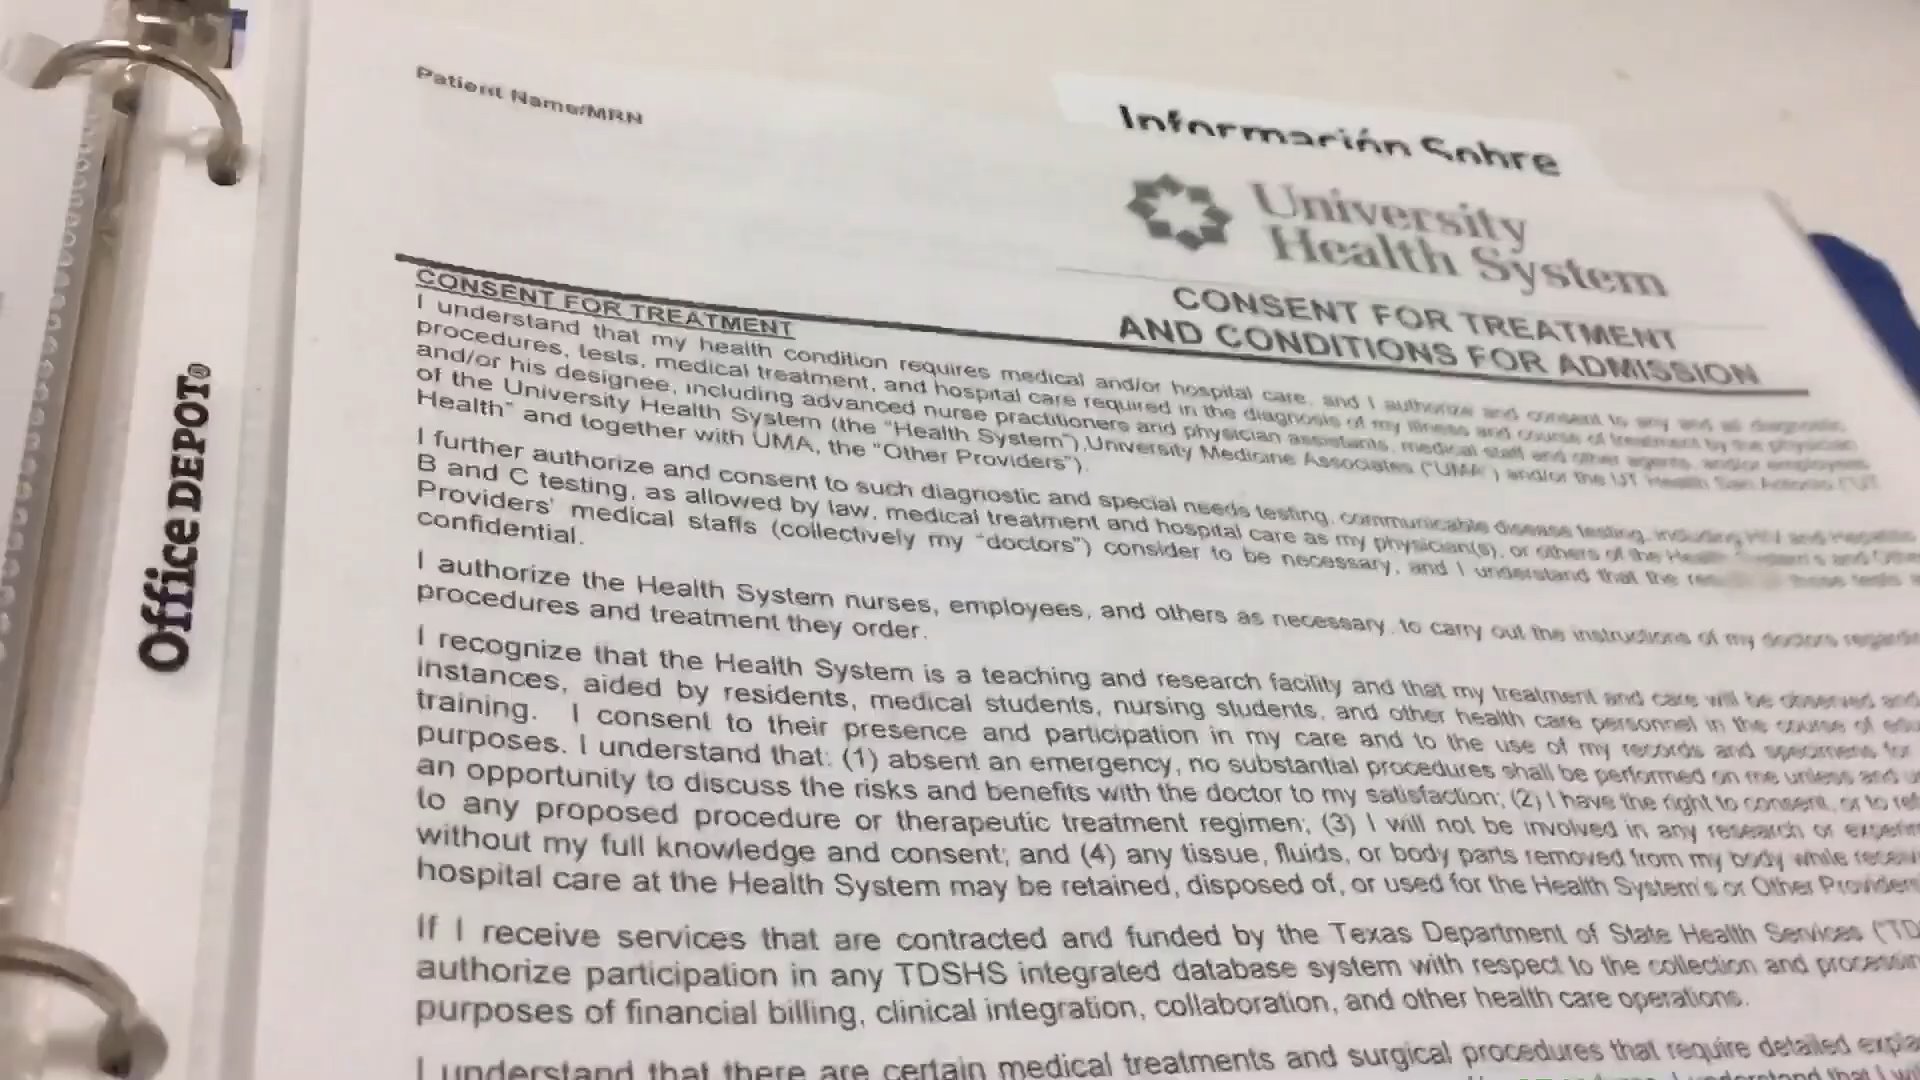 Patient Name/MRN
Información Sobre
University
Health System
CONSENT FOR TREATMENT
AND CONDITIONS FOR ADMISSION
Office DEPOT®
CONSENT FOR TREATMENT
I understand that my health condition requires medical and/or hospital care, and I authorize and consent to any and all diagnostic
procedures, tests, medical treatment, and hospital care required in the diagnosis of my illness and course of treatment by the physician
and/or his designee, including advanced nurse practitioners and physician assistants, medical staff and other agents, and/or employees
of the University Health System (the "Health System"),University Medicine Associates ("UMA") and/or the UT Health San Antonio ("UT
Health" and together with UMA, the "Other Providers").
I further authorize and consent to such diagnostic and special needs testing, communicable disease testing, including HIV and Hepatitis
B and C testing, as allowed by law, medical treatment and hospital care as my physician(s), or others of the Health System's and Other
Providers' medical staffs (collectively my "doctors") consider to be necessary, and I understand that the these tests
confidential.
I authorize the Health System nurses, employees, and others as necessary, to carry out the instructions of my doctors
procedures and treatment they order.
I recognize that the Health System is a teaching and research facility and that my treatment and care will be observed and
instances, aided by residents, medical students, nursing students, and other health care personnel in the course of
training. I consent to their presence and participation in my care and to the use of my records and specimens for
purposes. I understand that: (1) absent an emergency, no substantial procedures shall be performed on me unless and
an opportunity to discuss the risks and benefits with the doctor to my satisfaction; (2) I have the right to consent, or to
to any proposed procedure or therapeutic treatment regimen; (3) I will not be involved in any research or
without my full knowledge and consent; and (4) any tissue, fluids, or body parts removed from my body while
hospital care at the Health System may be retained, disposed of, or used for the Health System's or Other
If I receive services that are contracted and funded by the Texas Department of State Health Services ("TD
authorize participation in any TDSHS integrated database system with respect to the collection and
purposes of financial billing, clinical integration, collaboration, and other health care operations.
I understand that there are certain medical treatments and surgical procedures that require detailed